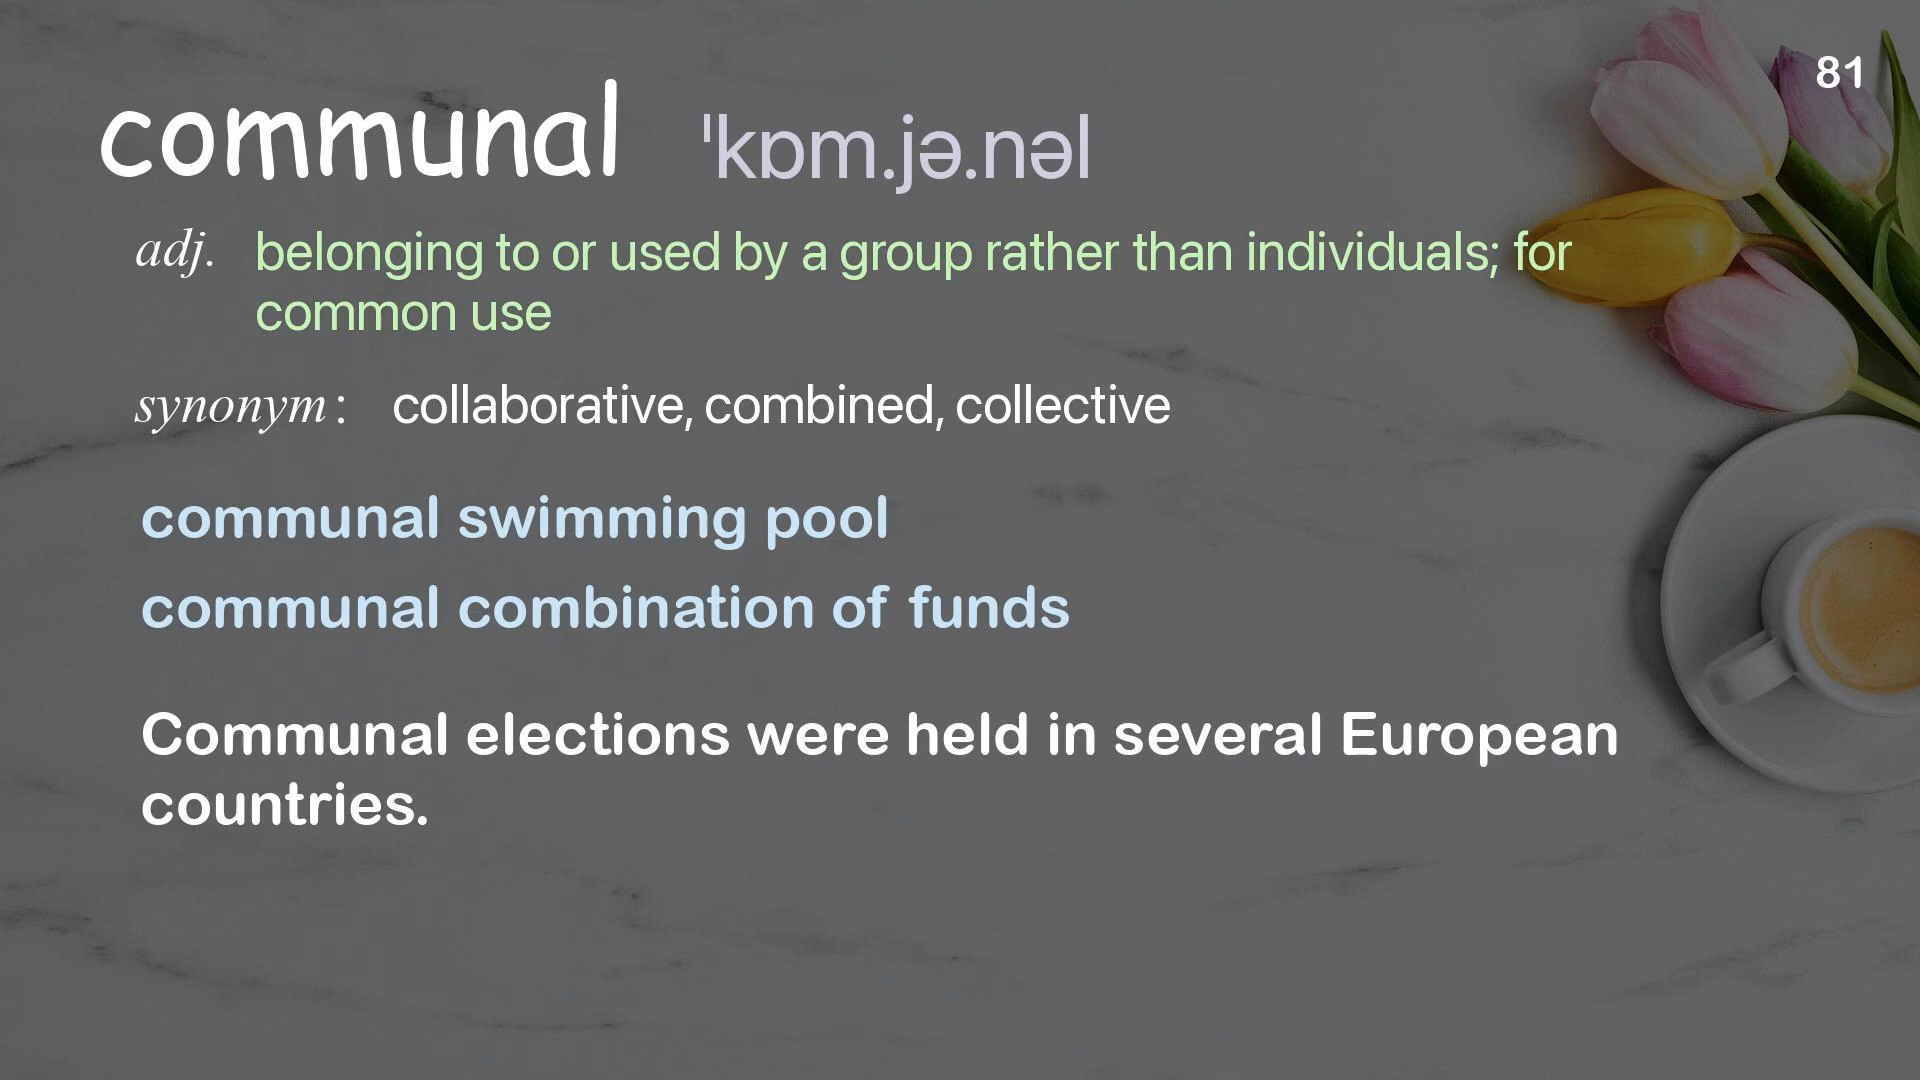 81
communal ˈkɒm.jə.nəl
adj. belonging to or used by a group rather than individuals; for
common use
synonym: collaborative, combined, collective
communal swimming pool
communal combination of funds
Communal elections were held in several European
countries.